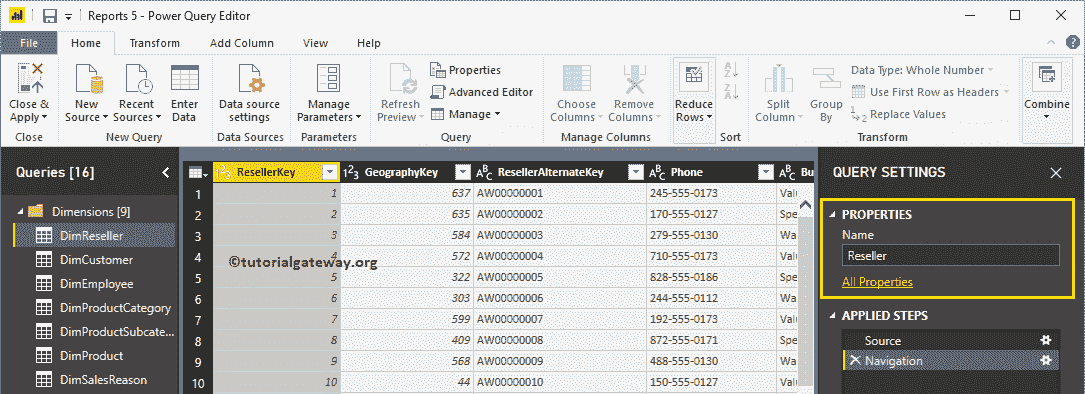 Reports 5 - Power Query Editor
File Home Transform Add Column View Help
Close & Apply New Source Recent Sources Enter Data Data source settings Manage Parameters Refresh Preview Properties Advanced Editor Manage Choose Columns Remove Columns Reduce Rows Split Column Group By Data Type: Whole Number Use First Row as Headers Replace Values Combine
Close New Query Data Sources Parameters Query Manage Columns Sort Transform
Queries [16]
Dimensions [9]
DimReseller
DimCustomer
DimEmployee
DimProductCategory
DimProductSubcate...
DimProduct
DimSalesReason
ResellerKey GeographyKey ResellerAlternateKey Phone Bu
1 1 637 AW00000001 245-555-0173 Valu
2 2 635 AW00000002 170-555-0127 Spe
3 3 584 AW00000003 279-555-0130 Wa
4 4 572 AW00000004 710-555-0173 Valu
5 5 322 AW00000005 828-555-0186 Spe
6 6 303 AW00000006 244-555-0112 Wa
7 7 599 AW00000007 192-555-0173 Valu
8 8 409 AW00000008 872-555-0171 Spe
9 9 568 AW00000009 488-555-0130 Wa
10 10 44 AW00000010 150-555-0127 Valu
©tutorialgateway.org
QUERY SETTINGS
PROPERTIES
Name
Reseller
All Properties
APPLIED STEPS
Source
Navigation